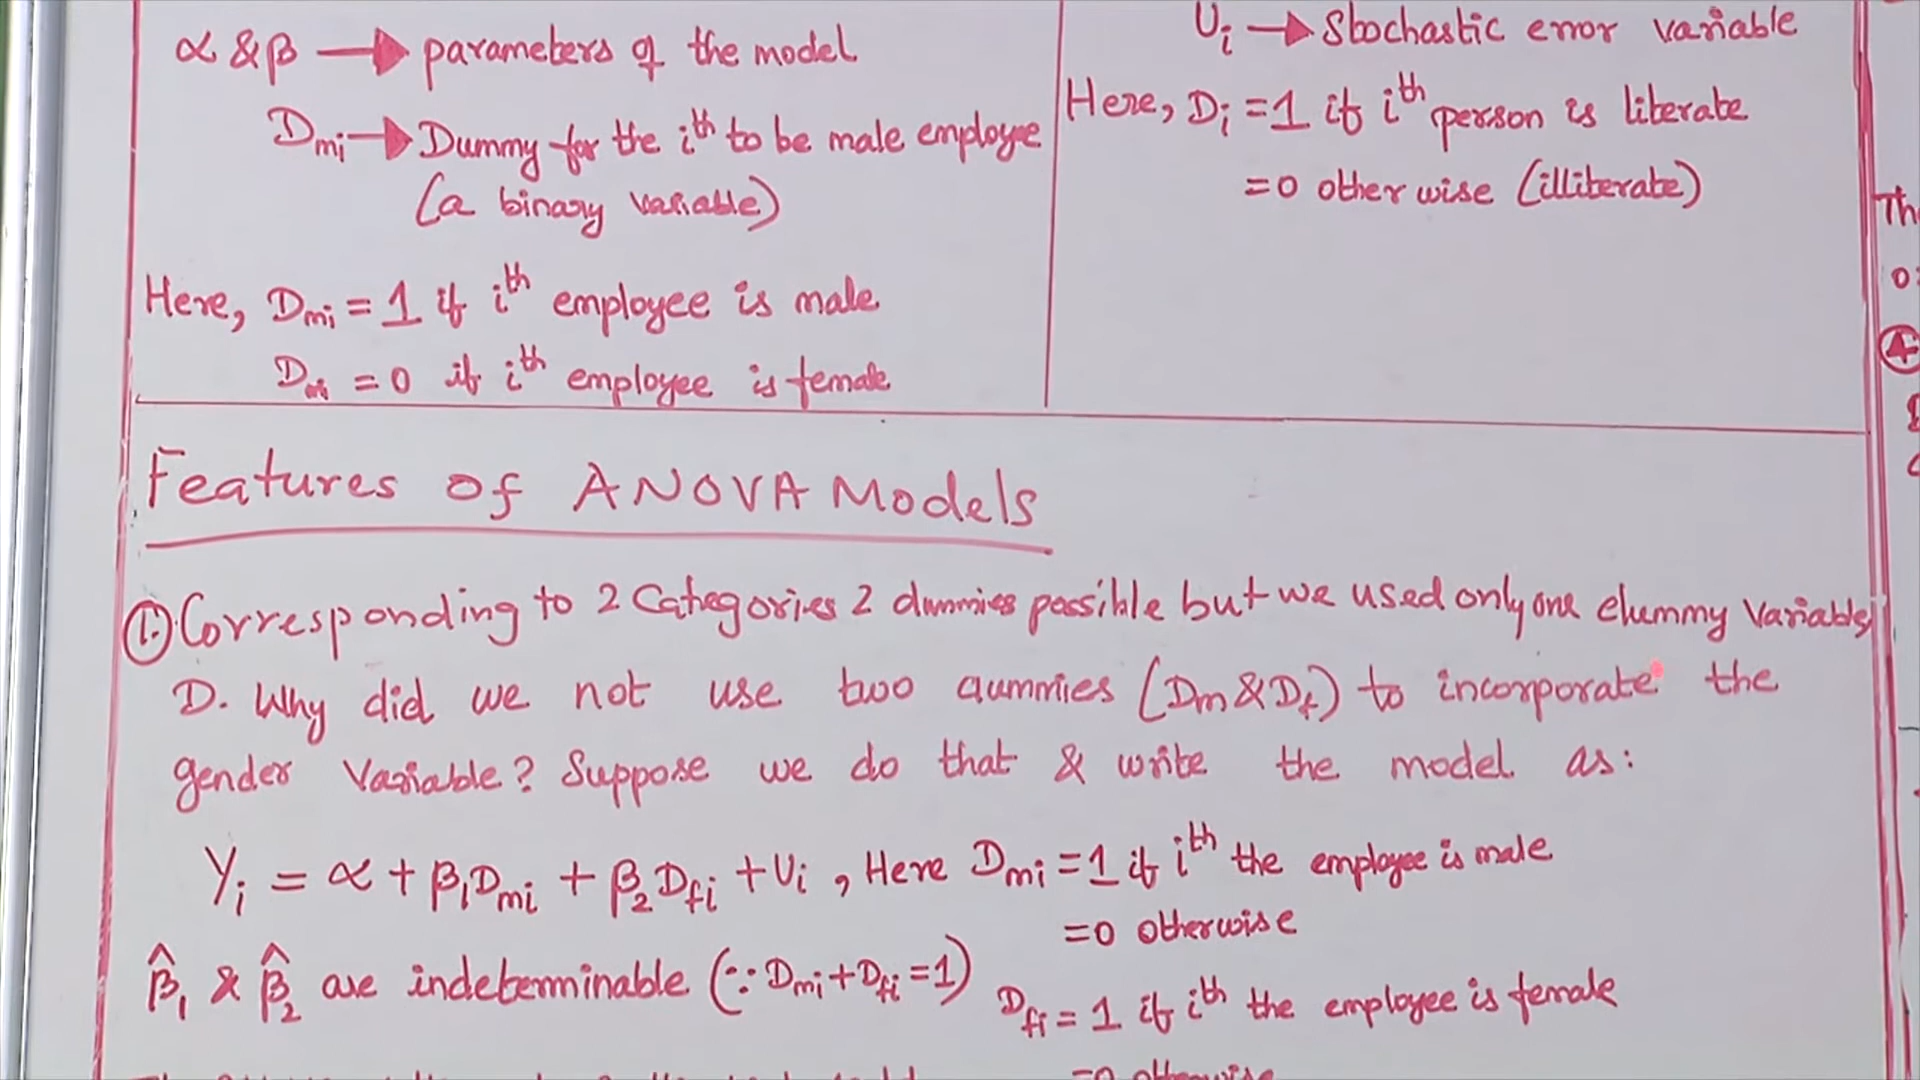 α & β → parameters of the model
Dmi → Dummy for the ith to be male employe
(a binary variable)
Here, Dmi = 1 if ith employee is male
Dmi = 0 if ith employee is female
Ui → Stochastic error variable
Here, Di = 1 if ith person is literate
= 0 otherwise (illiterate)
Features of ANOVA Models
1. Corresponding to 2 Categories 2 dummies possible but we used only one dummy variable
D. Why did we not use two dummies (Dm & Df) to incorporate the
gender variable? Suppose we do that & write the model as:
Yi = α + β1Dmi + β2Dfi + Ui, Here Dmi = 1 if ith the employee is male
= 0 otherwise
β̂1 & β̂2 are indeterminable (∵ Dmi + Dfi = 1)
Dfi = 1 if ith the employee is female
= 0 otherwise
④